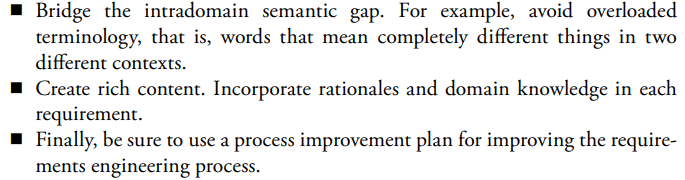 ■ Bridge the intradomain semantic gap. For example, avoid overloaded
terminology, that is, words that mean completely different things in two
different contexts.
■ Create rich content. Incorporate rationales and domain knowledge in each
requirement.
■ Finally, be sure to use a process improvement plan for improving the require-
ments engineering process.